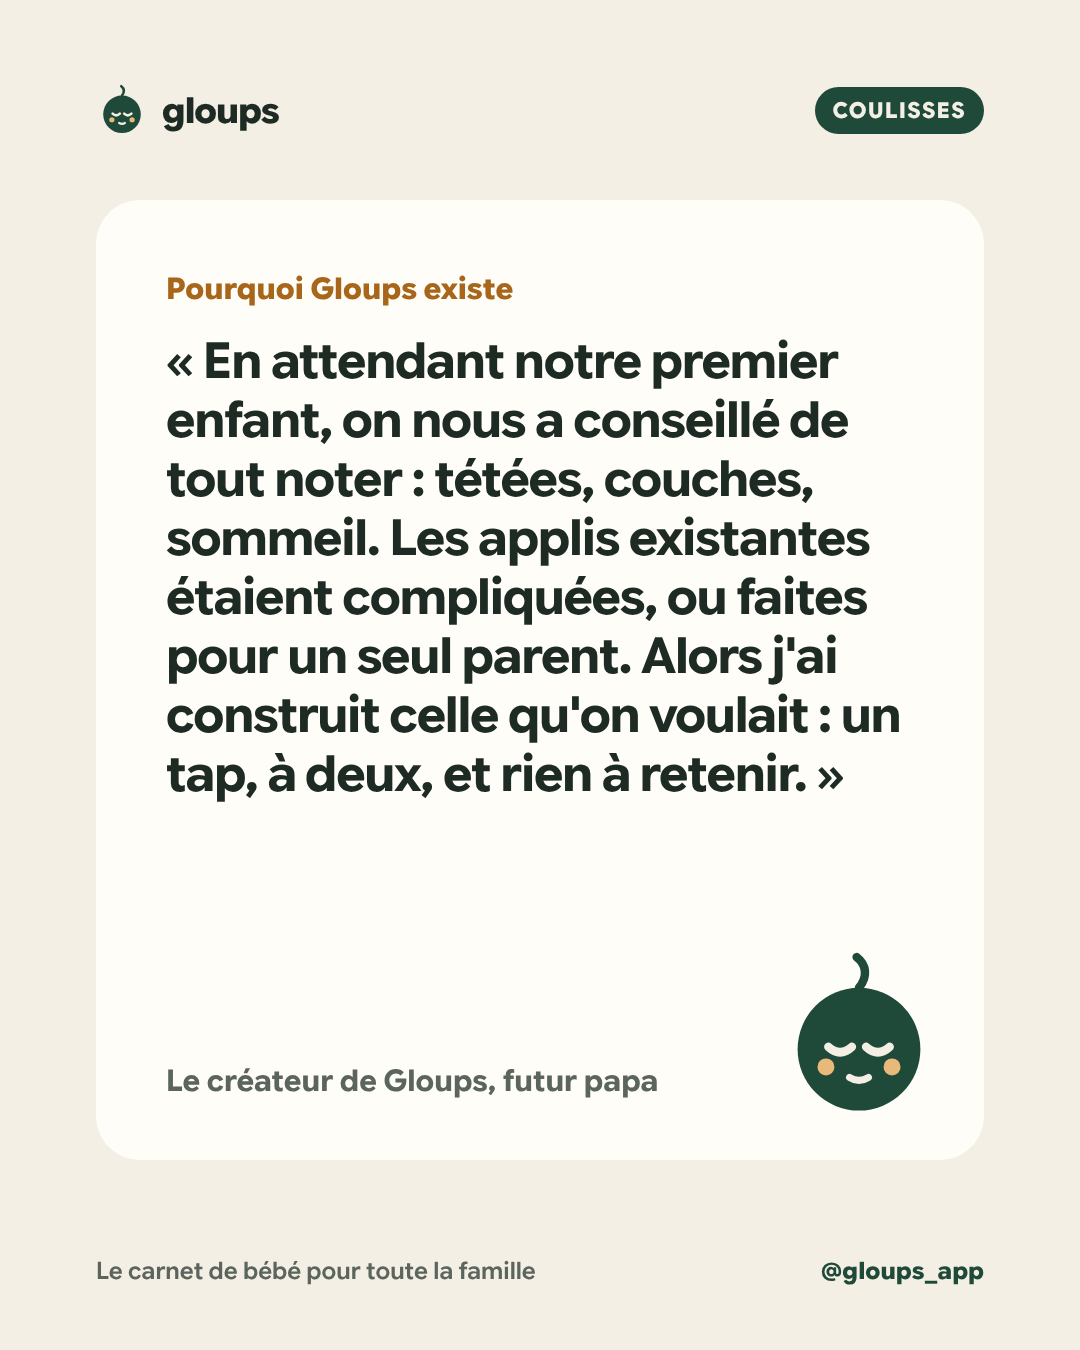 gloups
COULISSES
Pourquoi Gloups existe
« En attendant notre premier
enfant, on nous a conseillé de
tout noter : tétées, couches,
sommeil. Les applis existantes
étaient compliquées, ou faites
pour un seul parent. Alors j'ai
construit celle qu'on voulait : un
tap, à deux, et rien à retenir. »
Le créateur de Gloups, futur papa
Le carnet de bébé pour toute la famille
@gloups_app